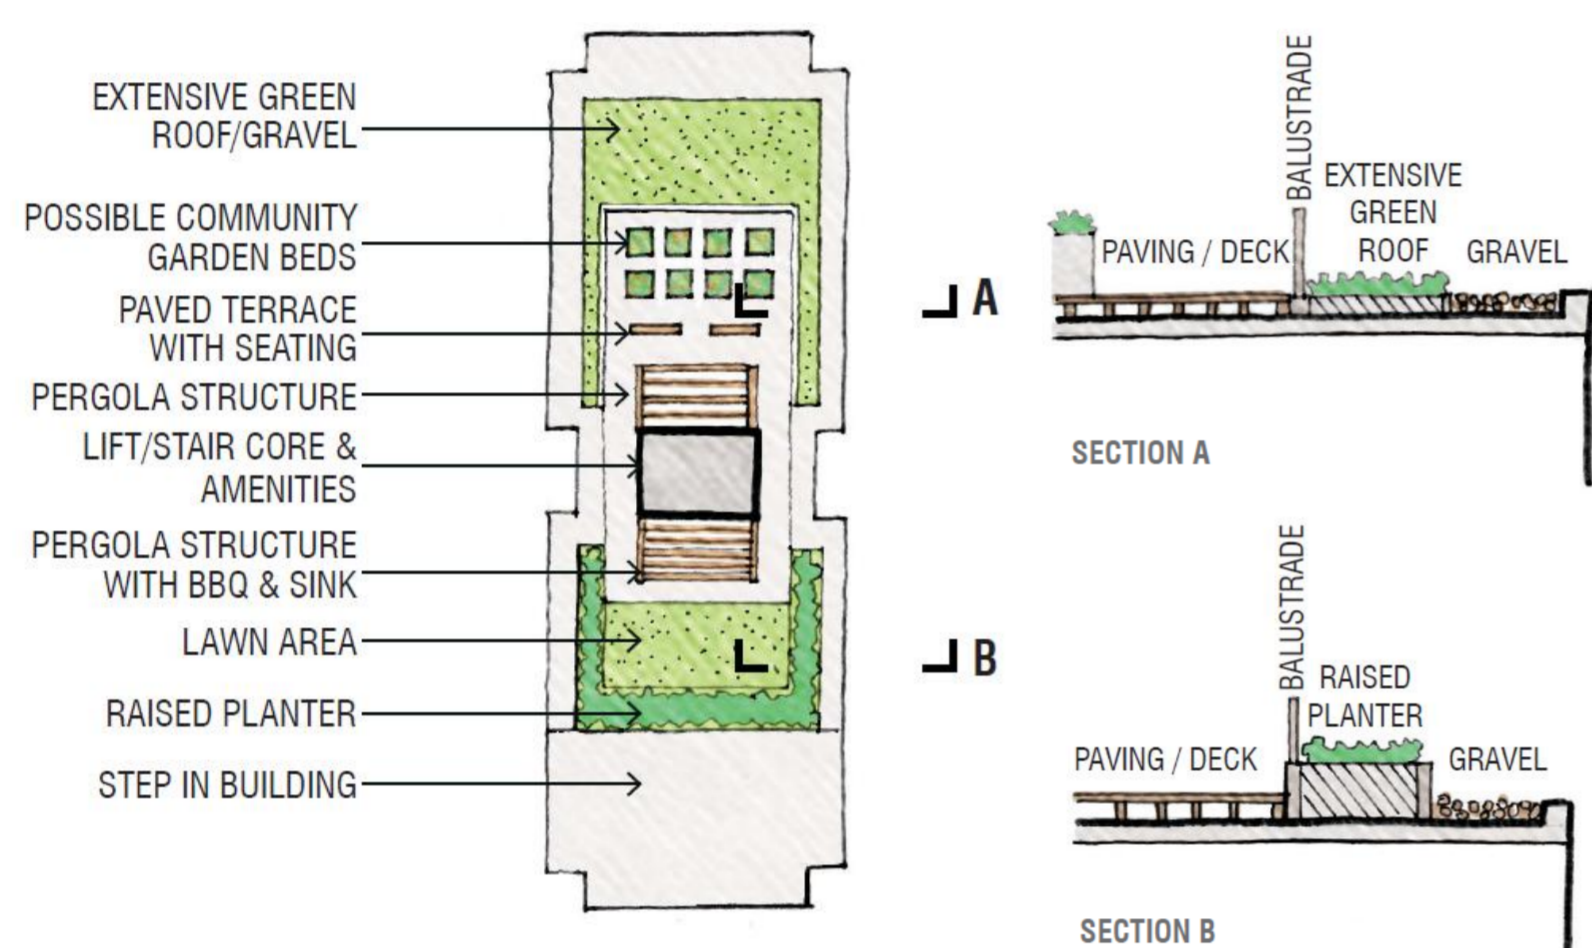 EXTENSIVE GREEN
ROOF/GRAVEL
POSSIBLE COMMUNITY
GARDEN BEDS
PAVED TERRACE
WITH SEATING
PERGOLA STRUCTURE
LIFT/STAIR CORE &
AMENITIES
PERGOLA STRUCTURE
WITH BBQ & SINK
LAWN AREA
RAISED PLANTER
STEP IN BUILDING
A
B
BALUSTRADE
EXTENSIVE
GREEN
ROOF
PAVING / DECK
GRAVEL
SECTION A
BALUSTRADE
RAISED
PLANTER
PAVING / DECK
GRAVEL
SECTION B